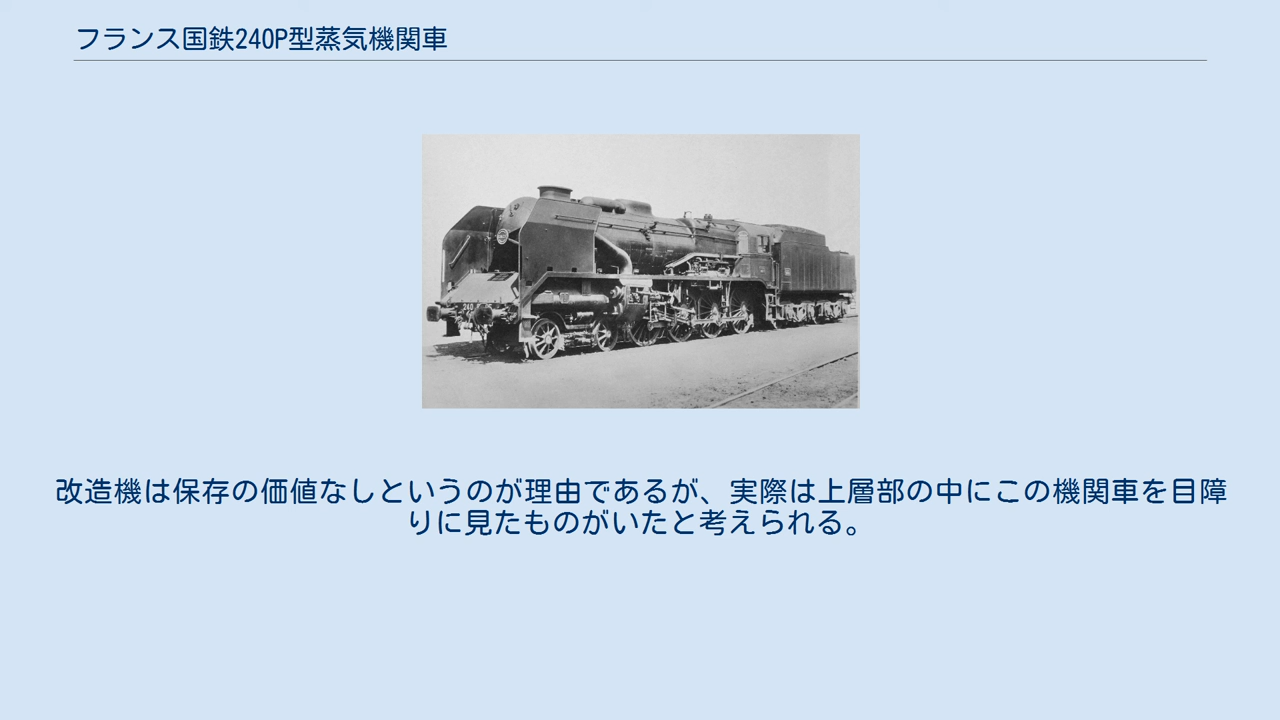 フランス国鉄240P型蒸気機関車
改造機は保存の価値なしというのが理由であるが、実際は上層部の中にこの機関車を目障
りに見たものがいたと考えられる。